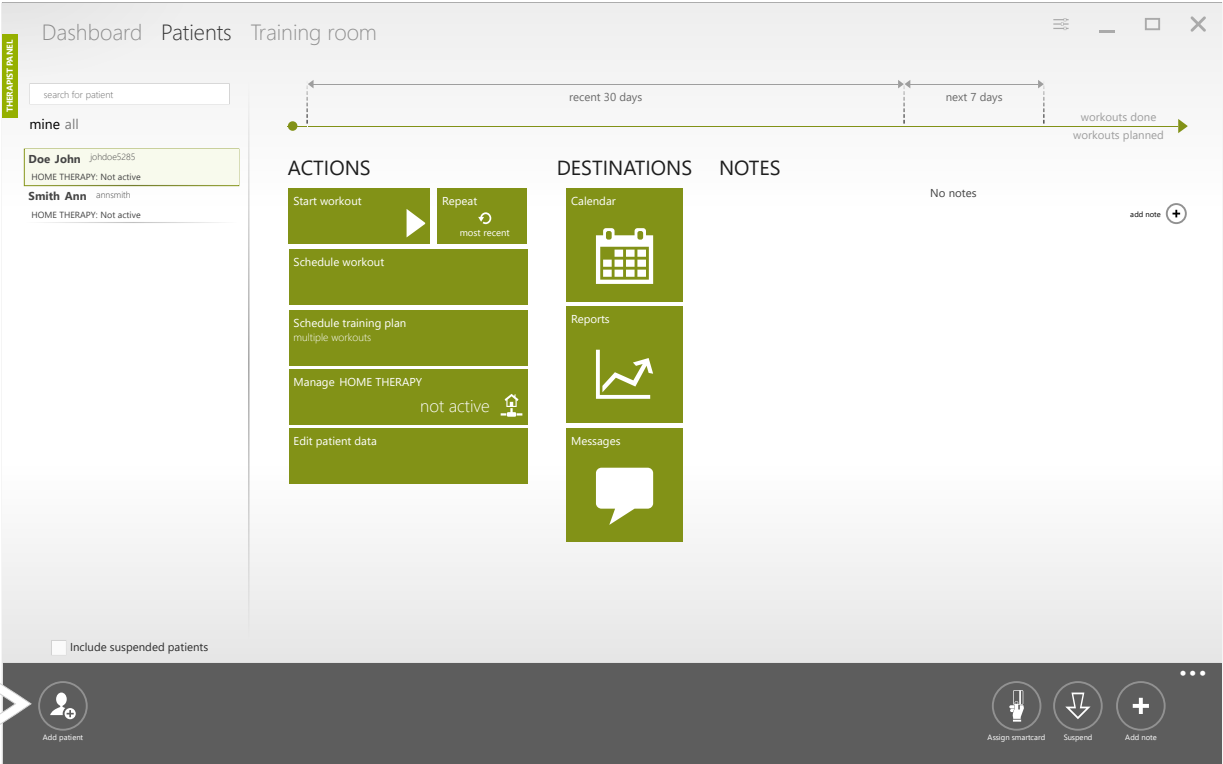 Dashboard Patients Training room
THERAPIST PANEL
search for patient
mine all
Doe John johdoe5285
HOME THERAPY: Not active
Smith Ann annsmith
HOME THERAPY: Not active
Include suspended patients
recent 30 days
next 7 days
workouts done
workouts planned
ACTIONS
Start workout
Repeat
most recent
Schedule workout
Schedule training plan
multiple workouts
Manage HOME THERAPY
not active
Edit patient data
DESTINATIONS
Calendar
Reports
Messages
NOTES
No notes
add note
Add patient
Assign smartcard
Suspend
Add note